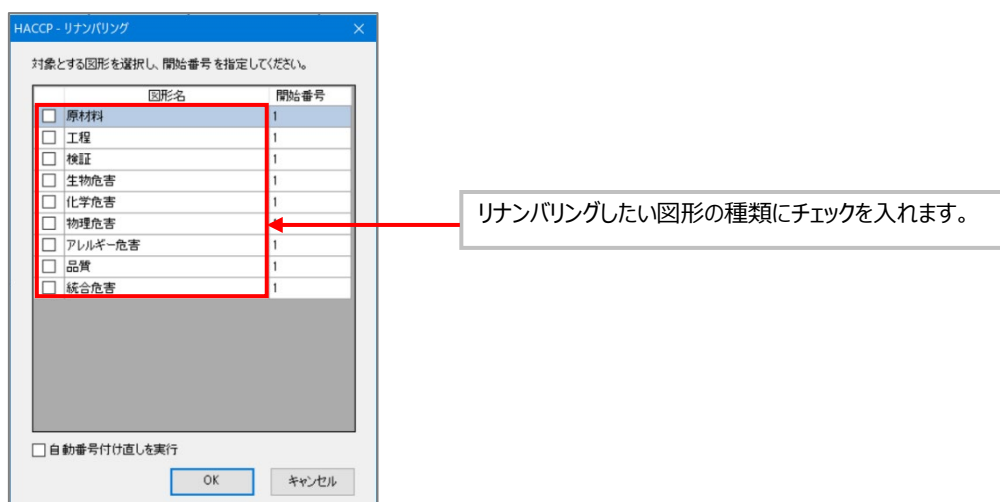 HACCP - リナンバリング
対象とする図形を選択し、開始番号を指定してください。
図形名 開始番号
原材料 1
工程 1
検証 1
生物危害 1
化学危害 1
物理危害
アレルギー危害 1
品質 1
統合危害 1
リナンバリングしたい図形の種類にチェックを入れます。
自動番号付け直しを実行
OK キャンセル